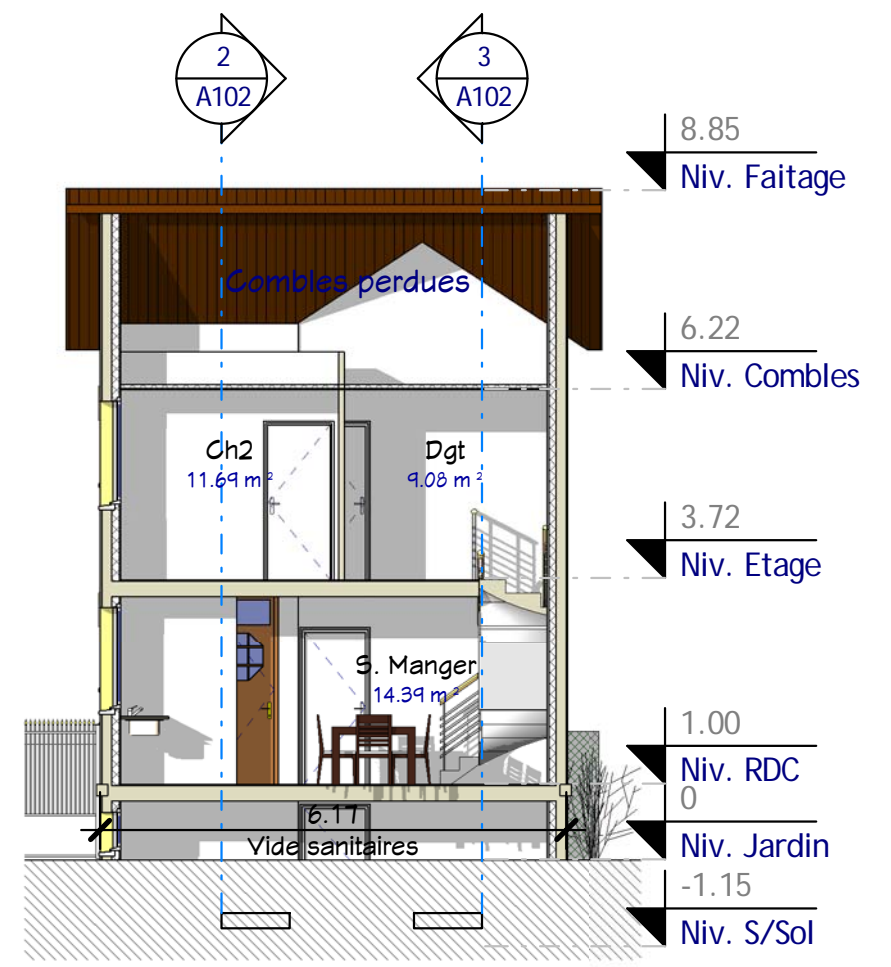 2
A102
3
A102
8.85
Niv. Faitage
Combles perdues
6.22
Niv. Combles
Ch2
11.69 m²
Dgt
9.08 m²
3.72
Niv. Etage
S. Manger
14.39 m²
1.00
Niv. RDC
0
6.17
Niv. Jardin
Vide sanitaires
-1.15
Niv. S/Sol